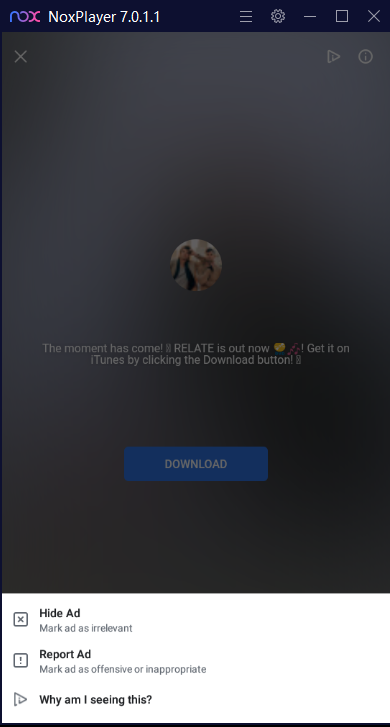 nox NoxPlayer 7.0.1.1
The moment has come! RELATE is out now 💝🎶! Get it on
iTunes by clicking the Download button!
DOWNLOAD
Hide Ad
Mark ad as irrelevant
Report Ad
Mark ad as offensive or inappropriate
Why am I seeing this?